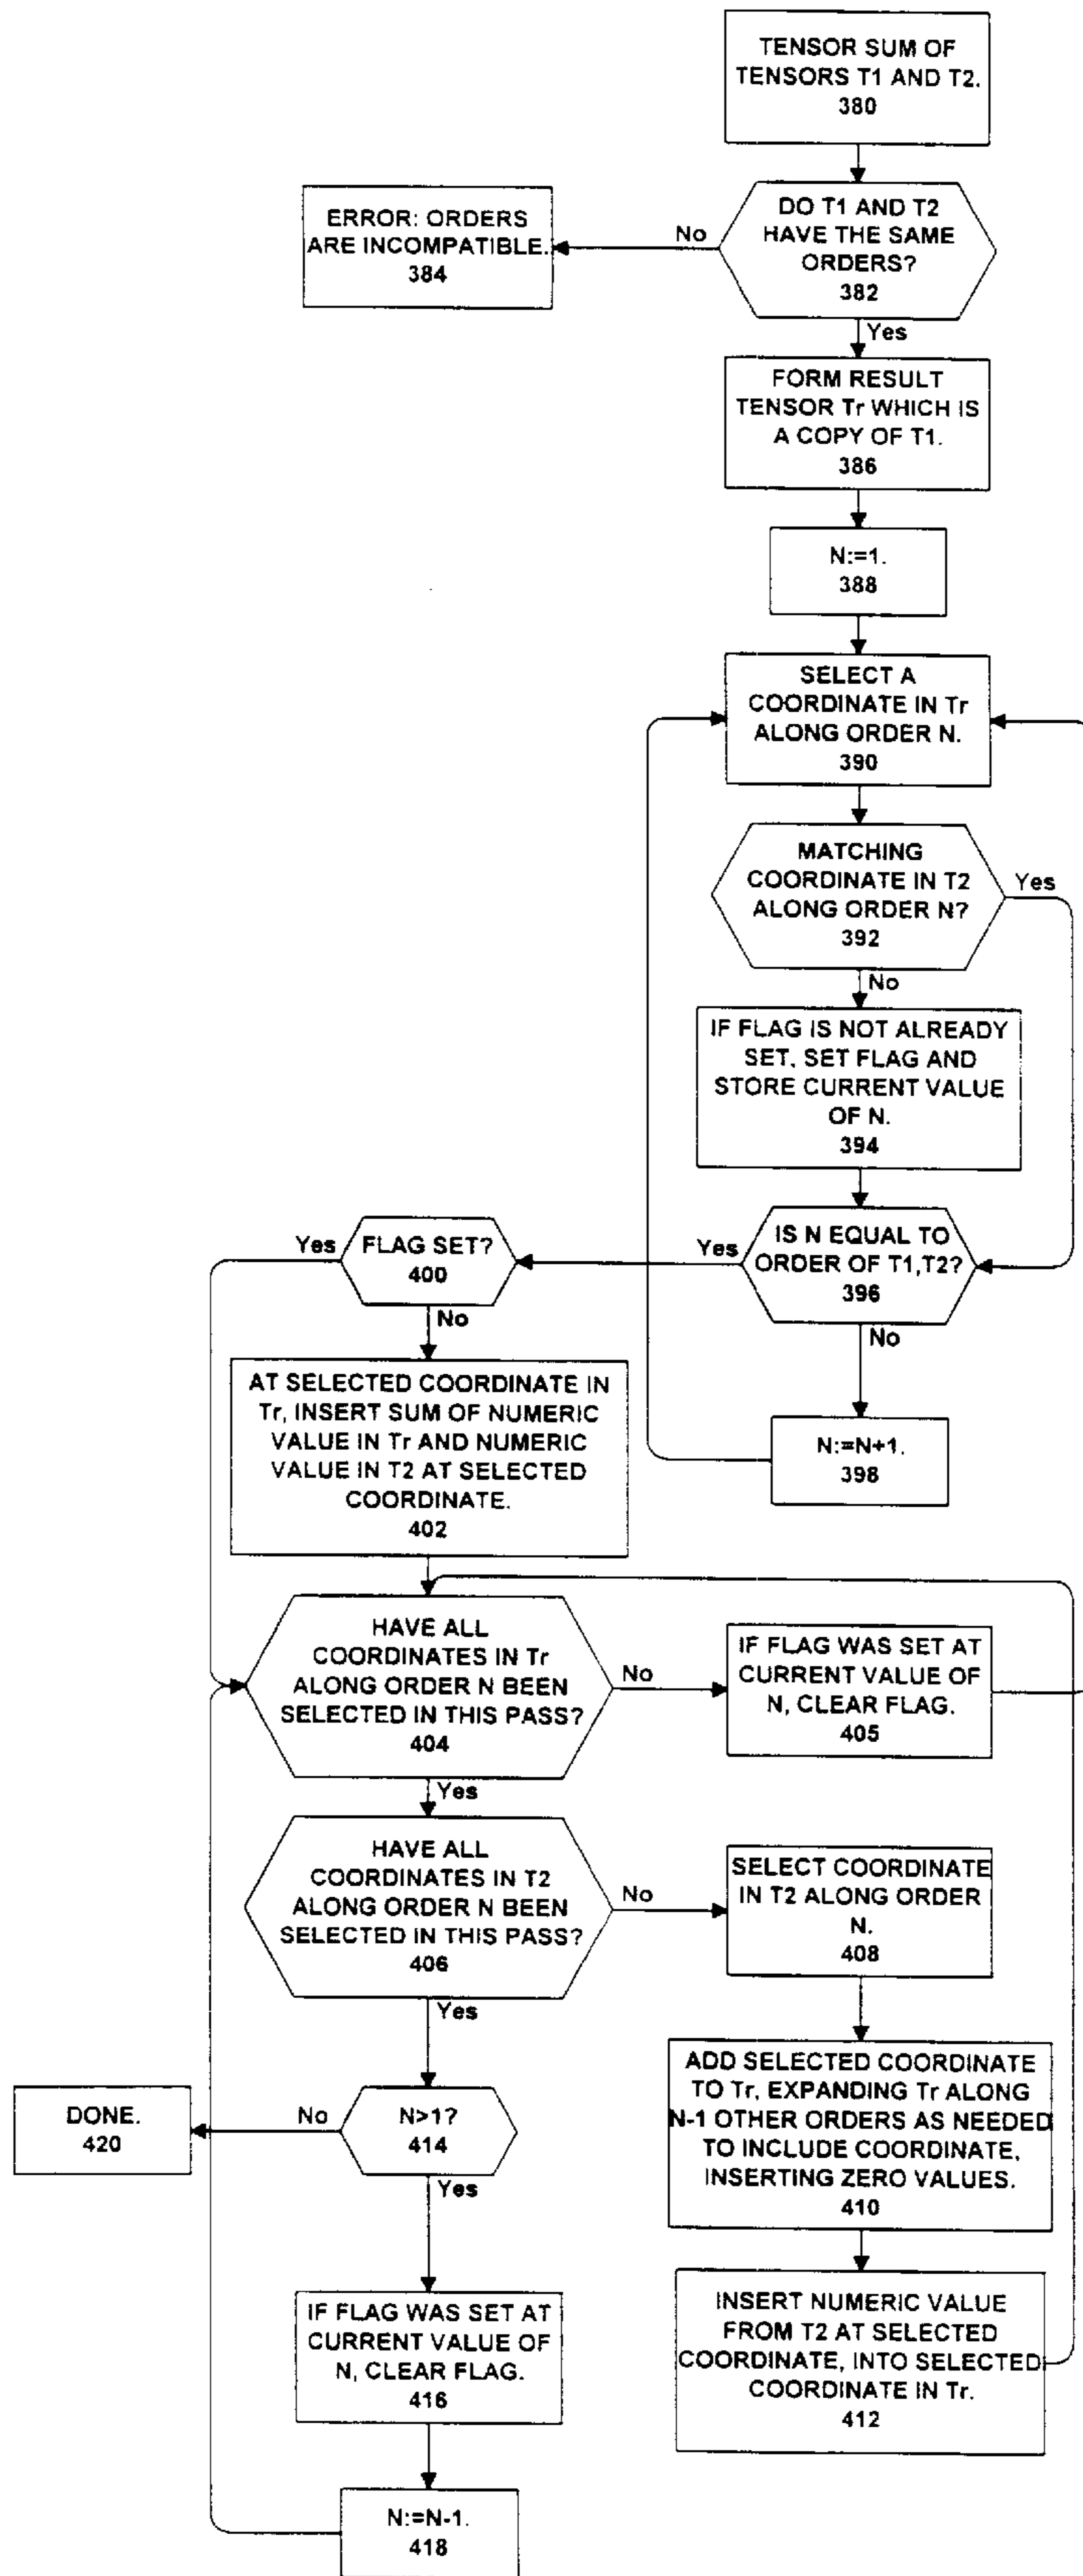 TENSOR SUM OF
TENSORS T1 AND T2.
380
DO T1 AND T2
HAVE THE SAME
ORDERS?
382
No
ERROR: ORDERS
ARE INCOMPATIBLE.
384
Yes
FORM RESULT
TENSOR Tr WHICH IS
A COPY OF T1.
386
N:=1.
388
SELECT A
COORDINATE IN Tr
ALONG ORDER N.
390
MATCHING
COORDINATE IN T2
ALONG ORDER N?
392
Yes
No
IF FLAG IS NOT ALREADY
SET, SET FLAG AND
STORE CURRENT VALUE
OF N.
394
IS N EQUAL TO
ORDER OF T1,T2?
396
Yes
No
N:=N+1.
398
FLAG SET?
400
Yes
No
AT SELECTED COORDINATE IN
Tr, INSERT SUM OF NUMERIC
VALUE IN Tr AND NUMERIC
VALUE IN T2 AT SELECTED
COORDINATE.
402
HAVE ALL
COORDINATES IN Tr
ALONG ORDER N BEEN
SELECTED IN THIS PASS?
404
No
IF FLAG WAS SET AT
CURRENT VALUE OF
N, CLEAR FLAG.
405
Yes
HAVE ALL
COORDINATES IN T2
ALONG ORDER N BEEN
SELECTED IN THIS PASS?
406
No
SELECT COORDINATE
IN T2 ALONG ORDER
N.
408
Yes
ADD SELECTED COORDINATE
TO Tr, EXPANDING Tr ALONG
N-1 OTHER ORDERS AS NEEDED
TO INCLUDE COORDINATE,
INSERTING ZERO VALUES.
410
N>1?
414
No
DONE.
420
Yes
INSERT NUMERIC VALUE
FROM T2 AT SELECTED
COORDINATE, INTO SELECTED
COORDINATE IN Tr.
412
IF FLAG WAS SET AT
CURRENT VALUE OF
N, CLEAR FLAG.
416
N:=N-1.
418